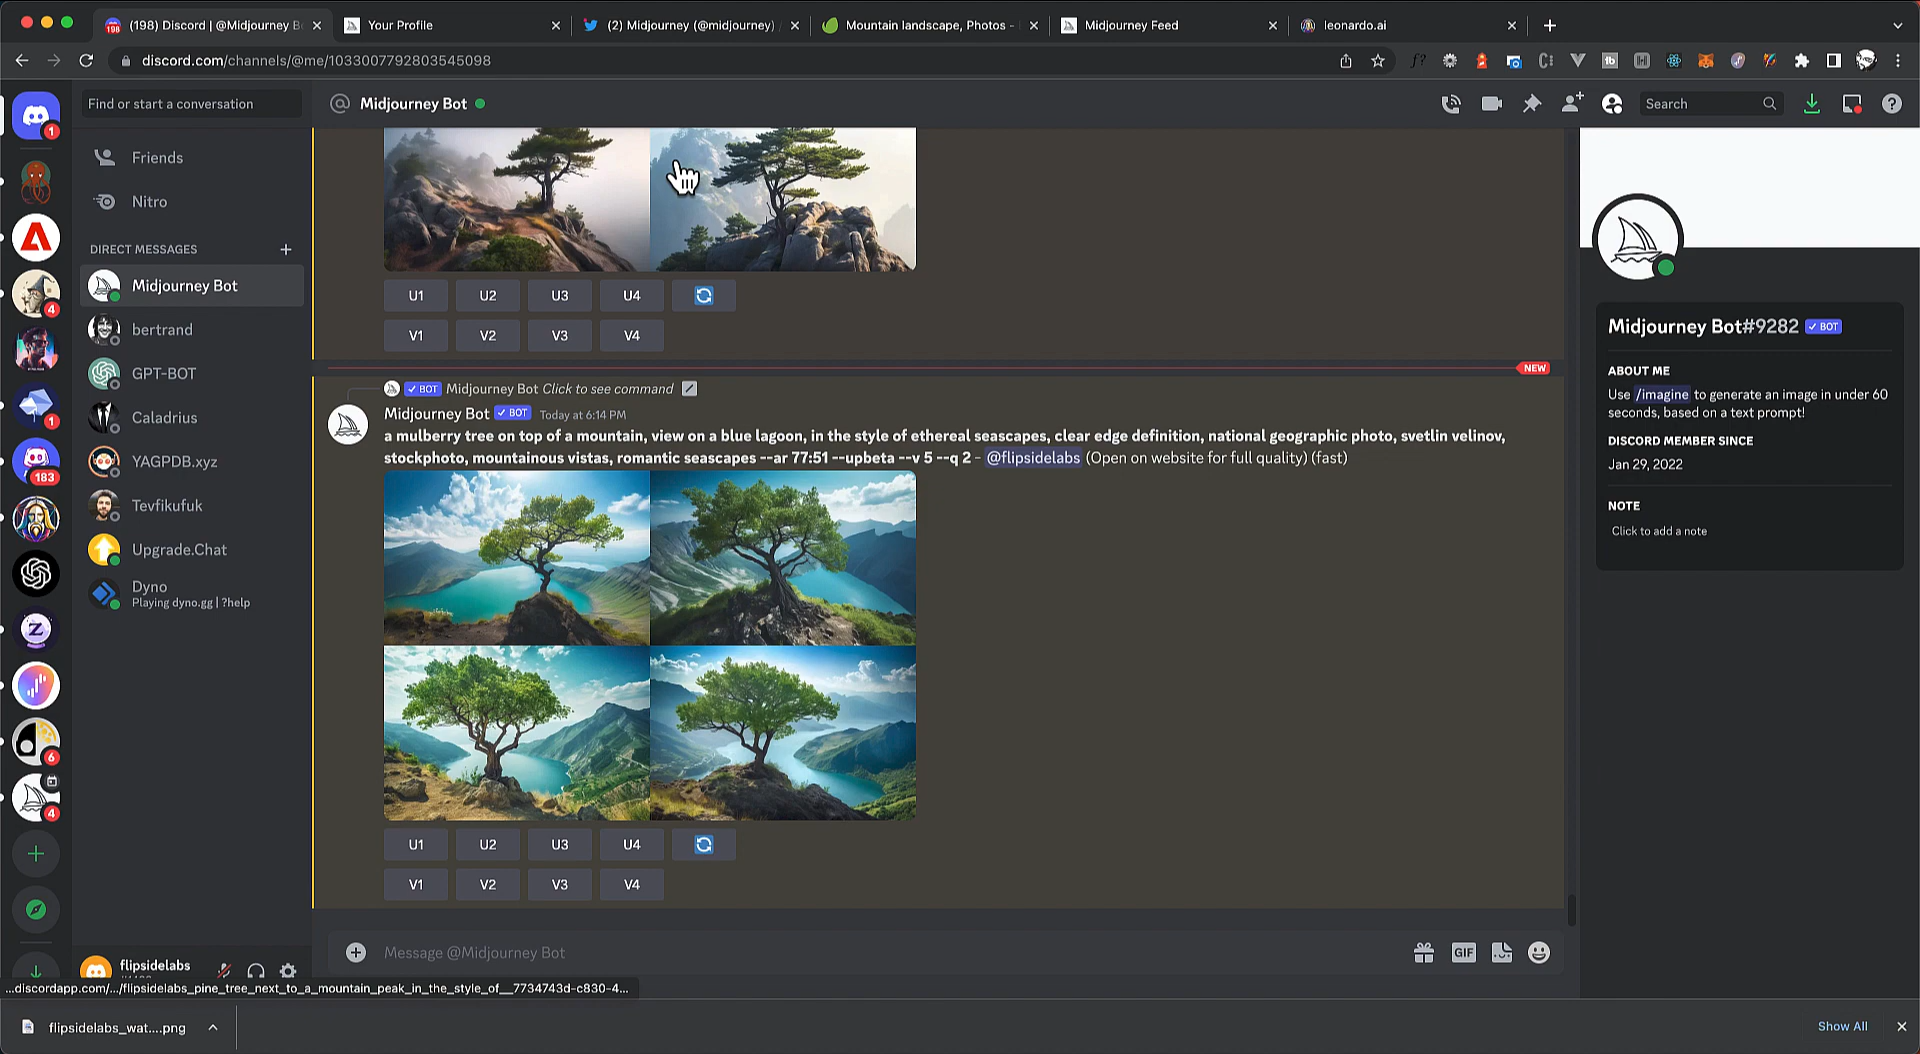 (198) Discord | @Midjourney B
Your Profile
(2) Midjourney (@midjourney)
Mountain landscape, Photos -
Midjourney Feed
leonardo.ai
discord.com/channels/@me/1033007792803545098
Find or start a conversation
Midjourney Bot
Search
Friends
Nitro
DIRECT MESSAGES
Midjourney Bot
bertrand
GPT-BOT
Caladrius
YAGPDB.xyz
Tevfikufuk
Upgrade.Chat
Dyno
Playing dyno.gg | ?help
1
4
1
183
6
4
U1 U2 U3 U4
V1 V2 V3 V4
NEW
BOT Midjourney Bot Click to see command
Midjourney Bot BOT Today at 6:14 PM
a mulberry tree on top of a mountain, view on a blue lagoon, in the style of ethereal seascapes, clear edge definition, national geographic photo, svetlin velinov,
stockphoto, mountainous vistas, romantic seascapes --ar 77:51 --upbeta --v 5 --q 2 - @flipsidelabs (Open on website for full quality) (fast)
U1 U2 U3 U4
V1 V2 V3 V4
Message @Midjourney Bot
GIF
Midjourney Bot#9282 BOT
ABOUT ME
Use /imagine to generate an image in under 60
seconds, based on a text prompt!
DISCORD MEMBER SINCE
Jan 29, 2022
NOTE
Click to add a note
flipsidelabs
...discordapp.com/.../flipsidelabs_pine_tree_next_to_a_mountain_peak_in_the_style_of__7734743d-c830-4...
flipsidelabs_wat....png
Show All